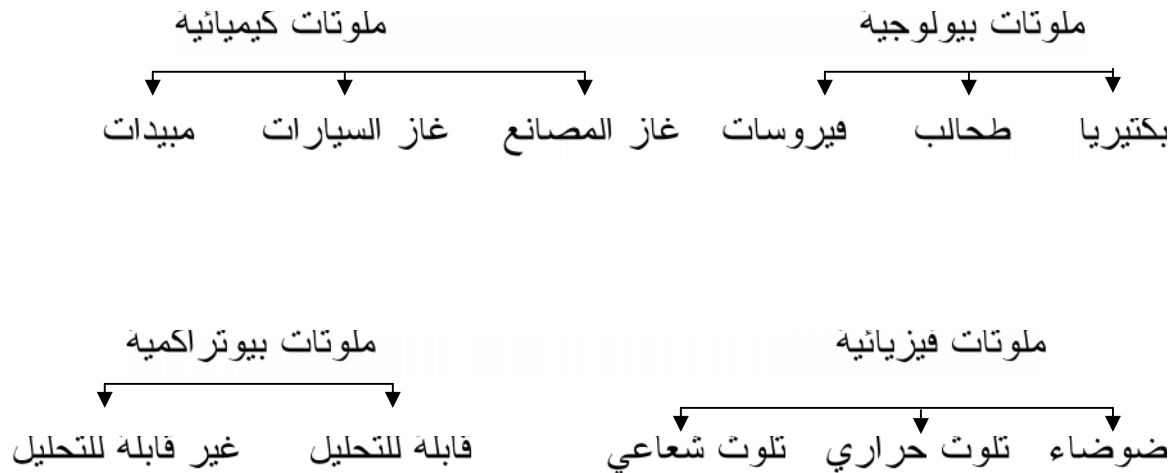 ملوثات بيولوجية ملوثات كيميائية
بكتيريا طحالب فيروسات غاز المصانع غاز السيارات مبيدات
ملوثات فيزيائية ملوثات بيوتراكمية
ضوضاء تلوث حراري تلوث شعاعي قابلة للتحليل غير قابلة للتحليل